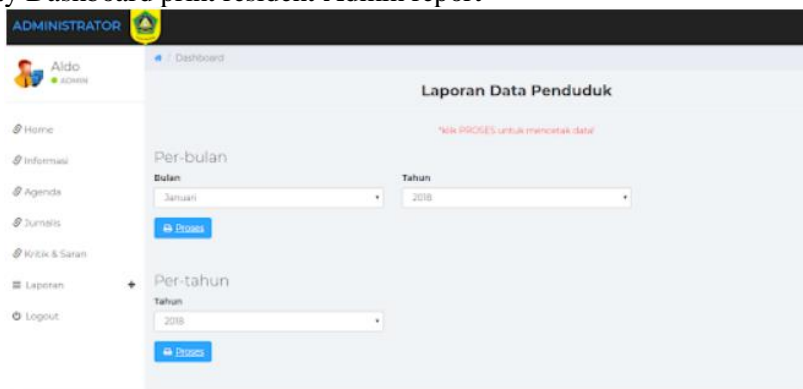 Dashboard print resident Admin report
ADMINISTRATOR
Aldo
ADMIN
Home
Informasi
Agenda
Jurnalis
Kritik & Saran
Laporan
Logout
/ Dashboard
Laporan Data Penduduk
*klik PROSES untuk mencetak data!
Per-bulan
Bulan Tahun
Januari 2018
Proses
Per-tahun
Tahun
2018
Proses